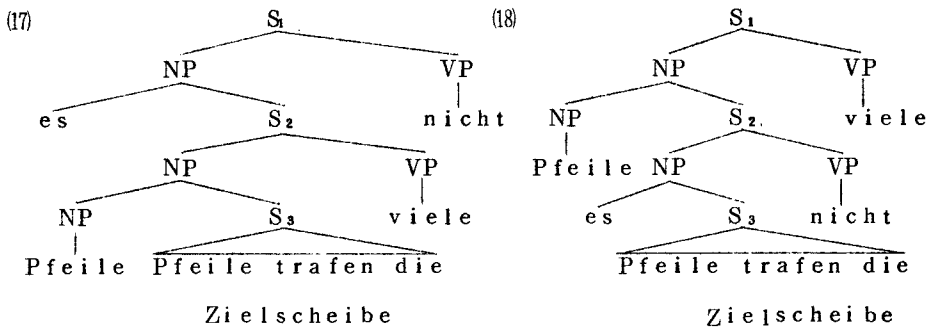 (17) S1 (18) S1
NP VP NP VP
es S2 nicht NP S2. viele
NP VP Pfeile NP VP
NP S3 viele es S3 nicht
Pfeile Pfeile trafen die Pfeile trafen die
Zielscheibe Zielscheibe